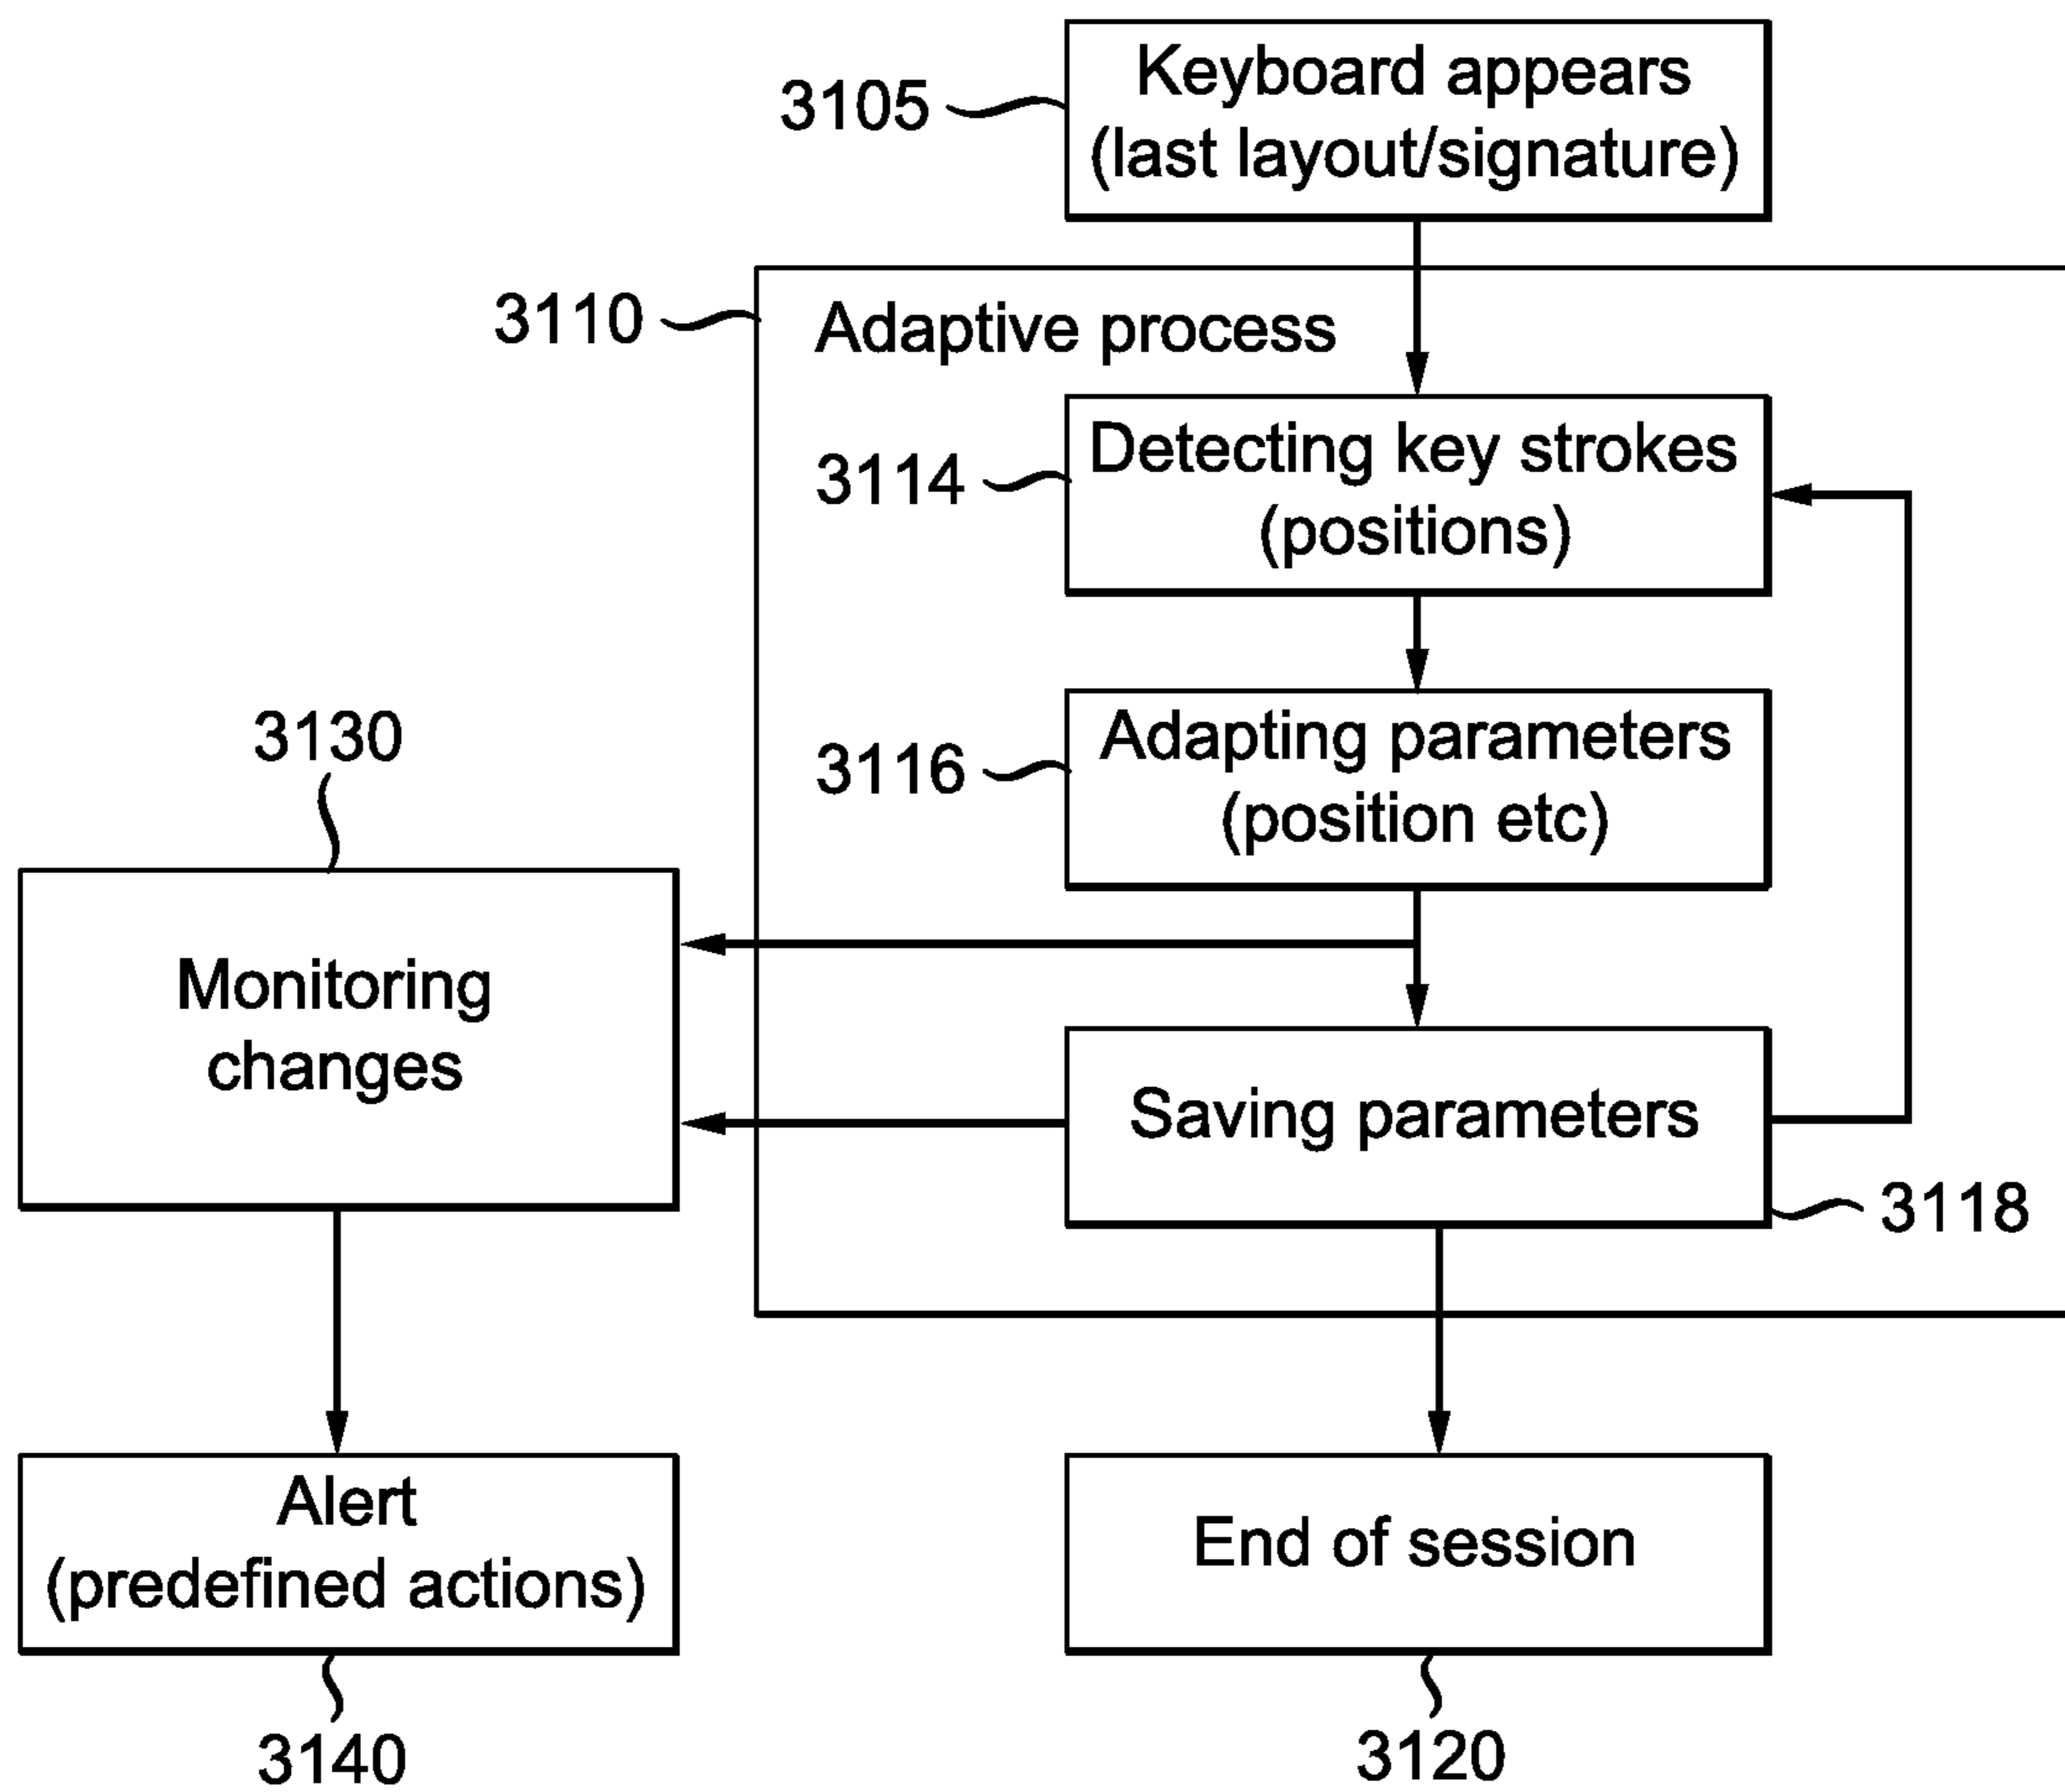 Keyboard appears
(last layout/signature)
3105
3110
Adaptive process
Detecting key strokes
(positions)
3114
Adapting parameters
(position etc)
3116
3130
Monitoring
changes
Saving parameters
3118
Alert
(predefined actions)
End of session
3140
3120